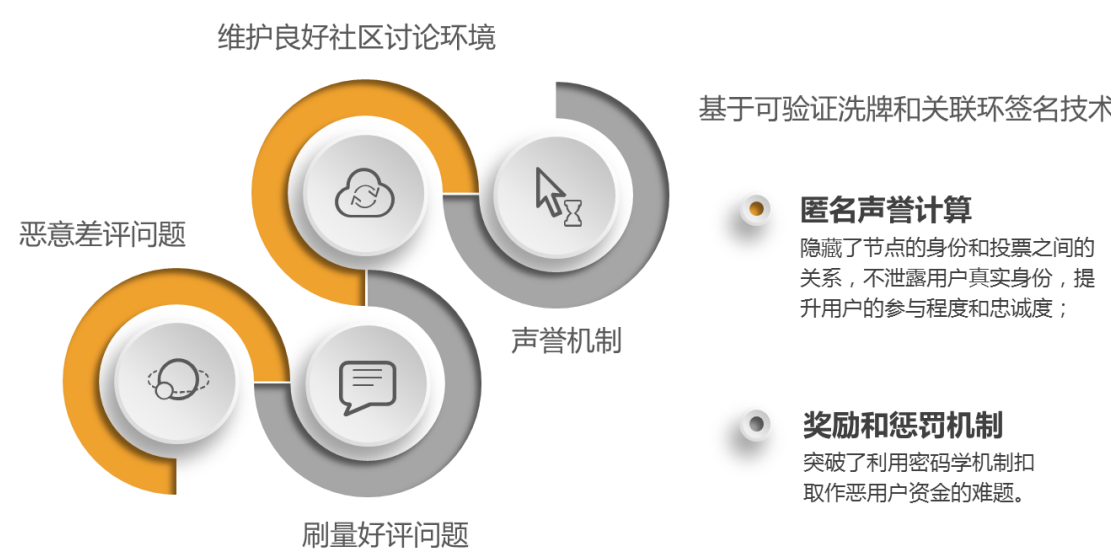 维护良好社区讨论环境
恶意差评问题
声誉机制
刷量好评问题
基于可验证洗牌和关联环签名技术
匿名声誉计算
隐藏了节点的身份和投票之间的
关系，不泄露用户真实身份，提
升用户的参与程度和忠诚度；
奖励和惩罚机制
突破了利用密码学机制扣
取作恶用户资金的难题。